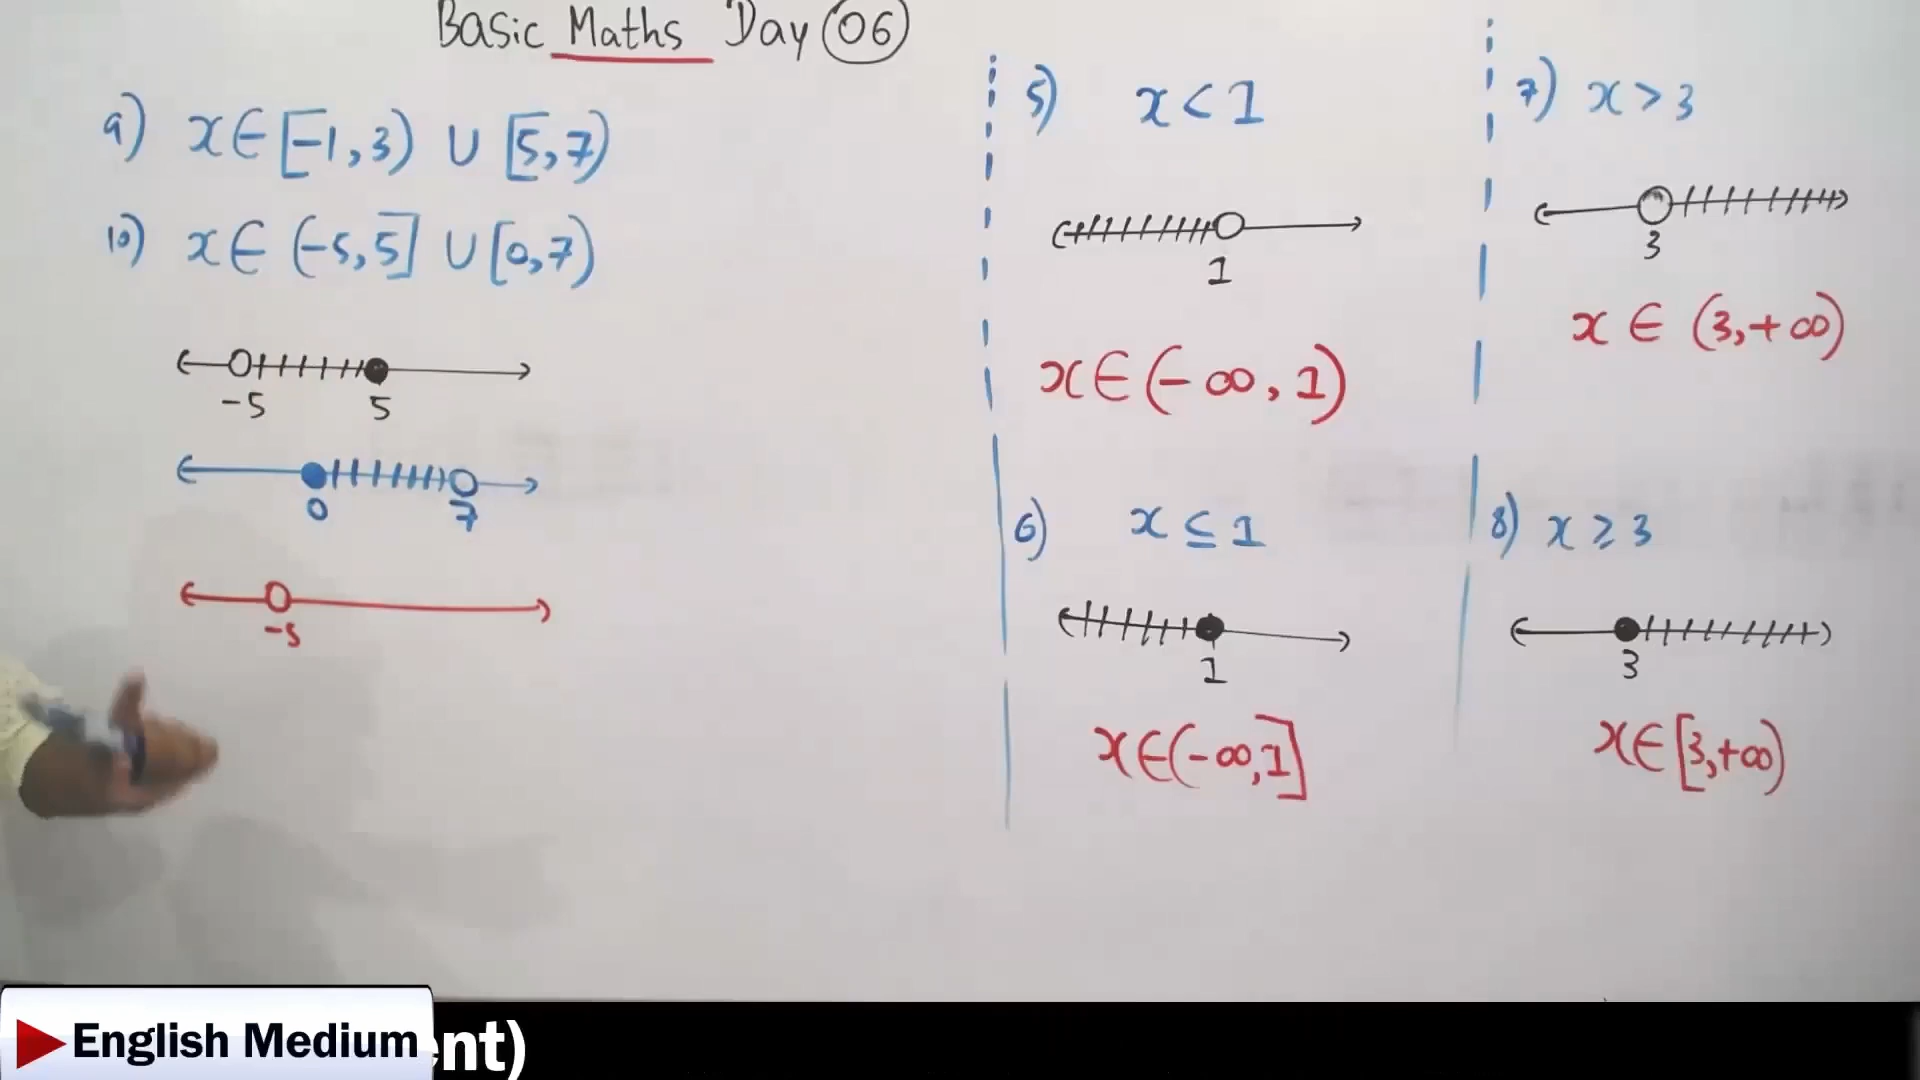 Basic Maths Day 06
9) x ∈ [-1, 3) ∪ [5, 7)
10) x ∈ (-5, 5] ∪ [0, 7)
-5 5
0 7
-5
5) x < 1
1
x ∈ (-∞, 1)
6) x ≤ 1
1
x ∈ (-∞, 1]
7) x > 3
3
x ∈ (3, +∞)
8) x ≥ 3
3
x ∈ [3, +∞)
English Medium
ent)